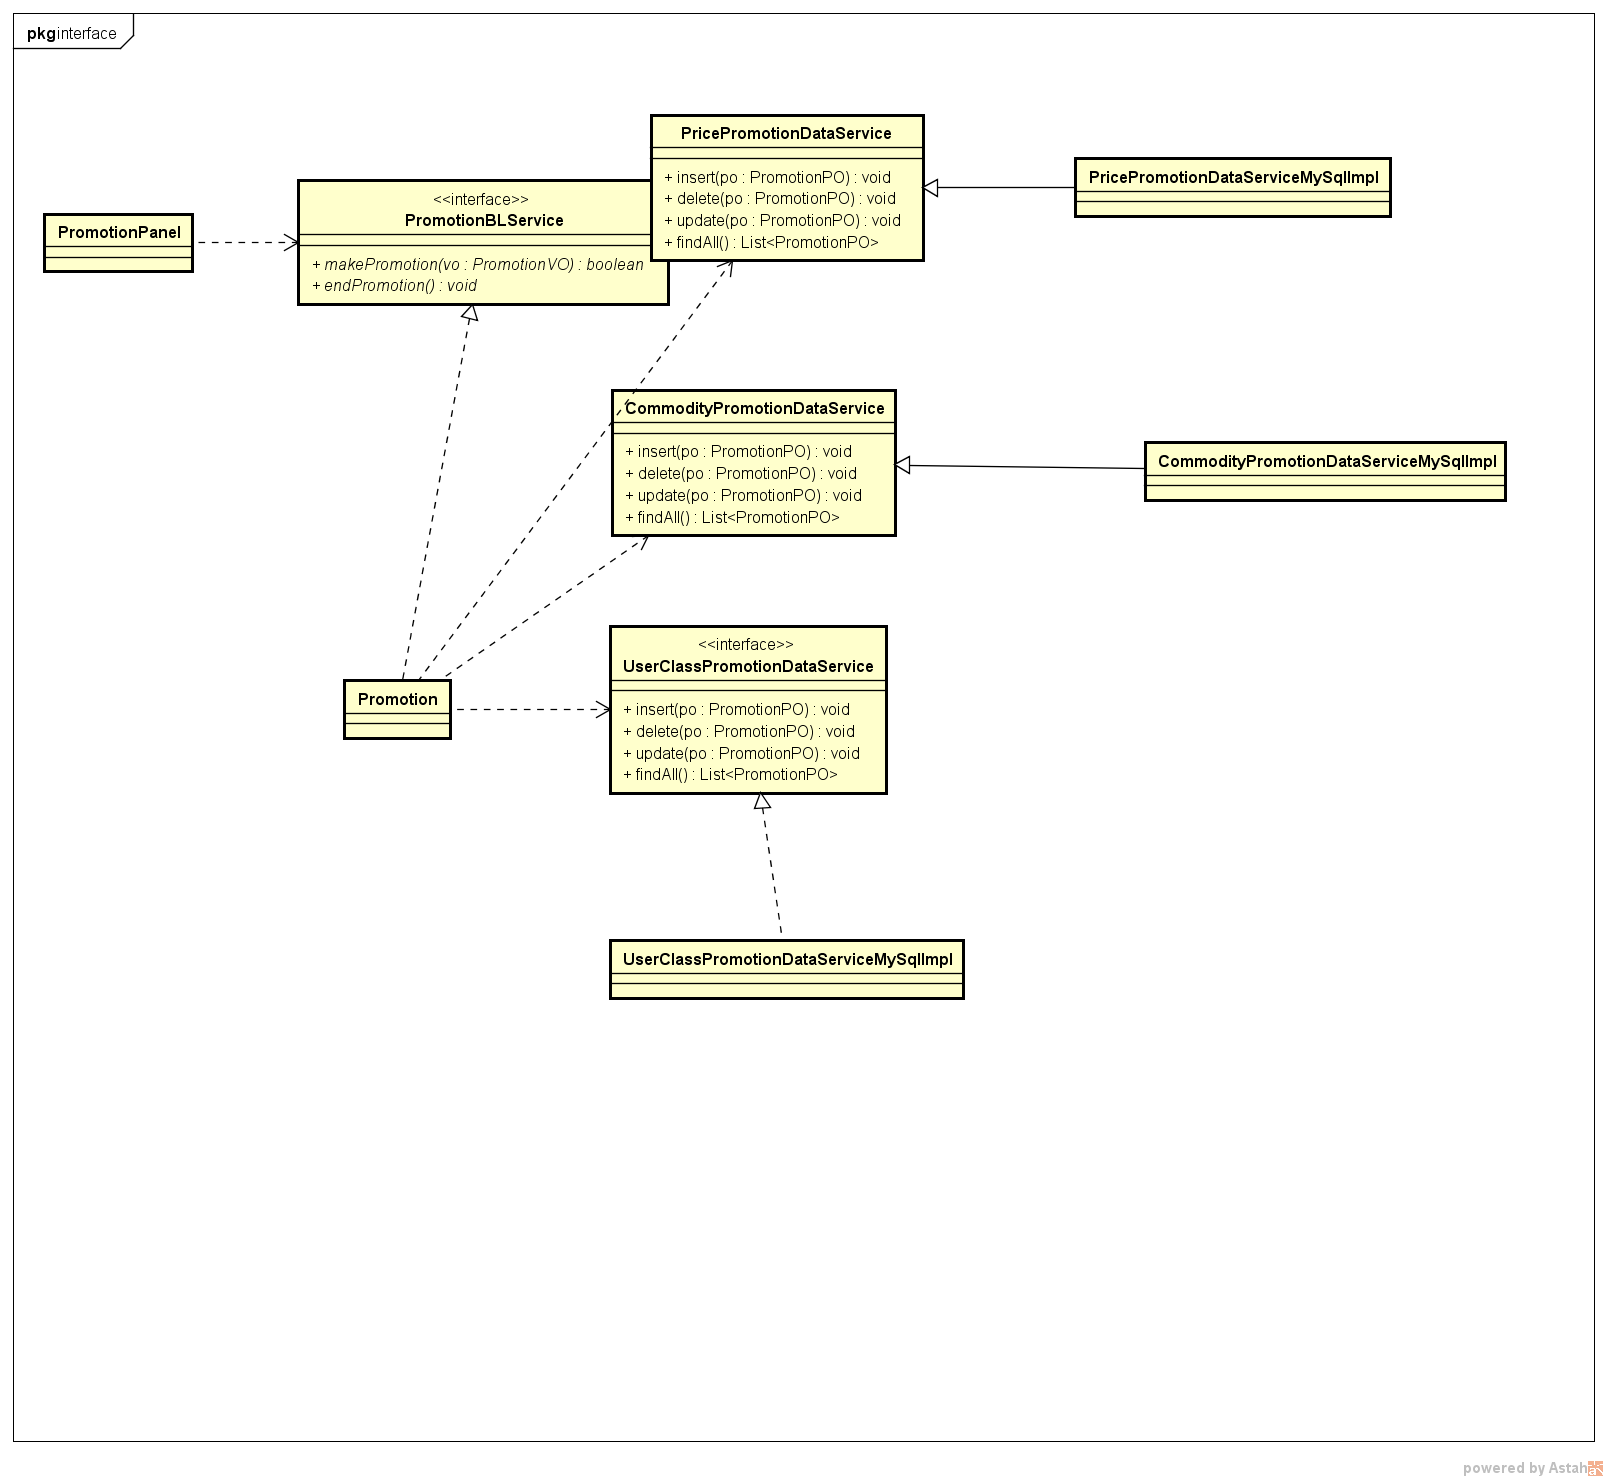 pkg interface
PricePromotionDataService
+ insert(po : PromotionPO) : void
+ delete(po : PromotionPO) : void
+ update(po : PromotionPO) : void
+ findAll() : List<PromotionPO>
PricePromotionDataServiceMySqlImpl
<<interface>>
PromotionBLService
+ makePromotion(vo : PromotionVO) : boolean
+ endPromotion() : void
PromotionPanel
CommodityPromotionDataService
+ insert(po : PromotionPO) : void
+ delete(po : PromotionPO) : void
+ update(po : PromotionPO) : void
+ findAll() : List<PromotionPO>
CommodityPromotionDataServiceMySqlImpl
<<interface>>
UserClassPromotionDataService
+ insert(po : PromotionPO) : void
+ delete(po : PromotionPO) : void
+ update(po : PromotionPO) : void
+ findAll() : List<PromotionPO>
Promotion
UserClassPromotionDataServiceMySqlImpl
powered by Astah